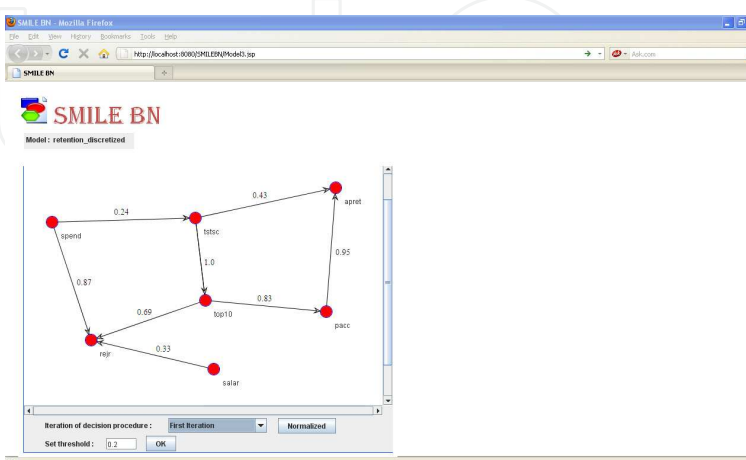 SMILE BN - Mozilla Firefox
File Edit View History Bookmarks Tools Help
http://localhost:8080/SMILEBN/Model3.jsp
Ask.com
SMILE BN
SMILE BN
Model : retention_discretized
0.43
apret
0.24
spend
tstsc
1.0
0.95
0.87
0.83
0.69
top10
pacc
rejr
0.33
salar
Iteration of decision procedure : First Iteration Normalized
Set threshold : 0.2 OK